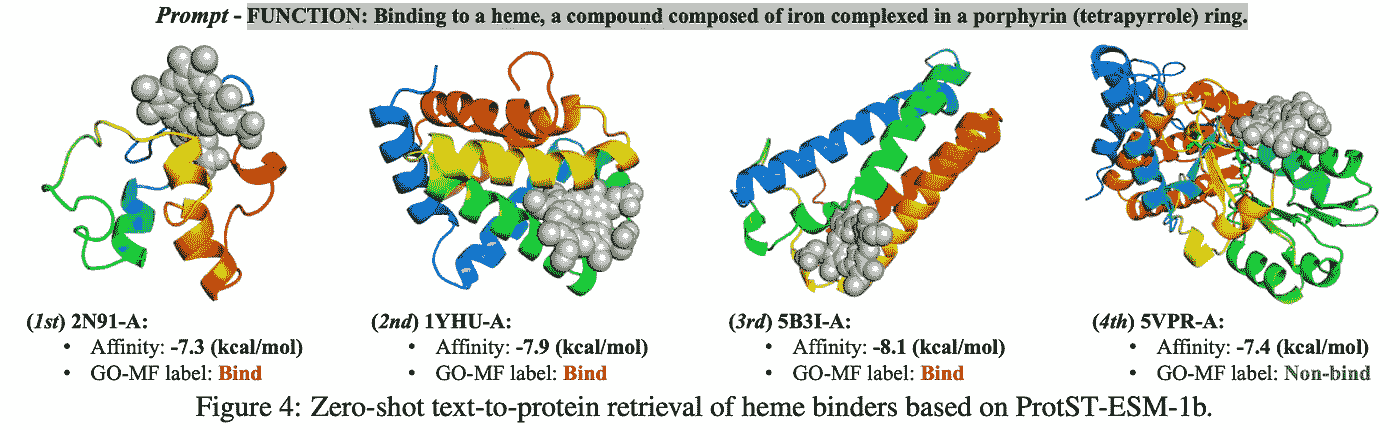 Prompt - FUNCTION: Binding to a heme, a compound composed of iron complexed in a porphyrin (tetrapyrrole) ring.
(1st) 2N91-A:
• Affinity: -7.3 (kcal/mol)
• GO-MF label: Bind
(2nd) 1YHU-A:
• Affinity: -7.9 (kcal/mol)
• GO-MF label: Bind
(3rd) 5B3I-A:
• Affinity: -8.1 (kcal/mol)
• GO-MF label: Bind
(4th) 5VPR-A:
• Affinity: -7.4 (kcal/mol)
• GO-MF label: Non-bind
Figure 4: Zero-shot text-to-protein retrieval of heme binders based on ProtST-ESM-1b.